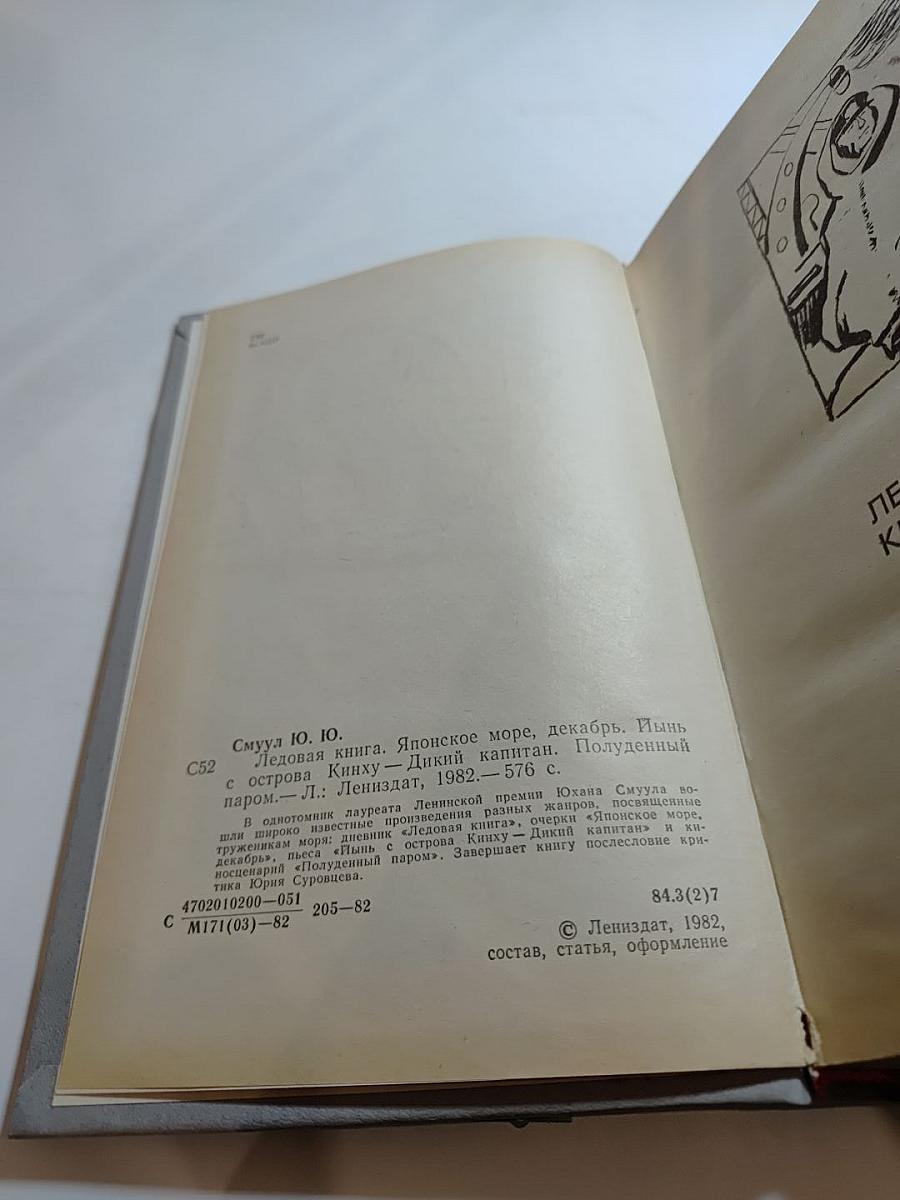 Смуул Ю. Ю.
С52
Ледовая книга. Японское море, декабрь. Йынь
с острова Кинху — Дикий капитан. Полуденный
паром.— Л.: Лениздат, 1982.— 576 с.
В однотомник лауреата Ленинской премии Юхана Смуула во-
шли широко известные произведения разных жанров, посвященные
труженикам моря: дневник «Ледовая книга», очерки «Японское море,
декабрь», пьеса «Йынь с острова Кинху — Дикий капитан» и ки-
носценарий «Полуденный паром». Завершает книгу послесловие кри-
тика Юрия Суровцева.
С 4702010200—051
М171(03)—82
205—82
84.3(2)7
© Лениздат, 1982,
состав, статья, оформление
ЛЕ